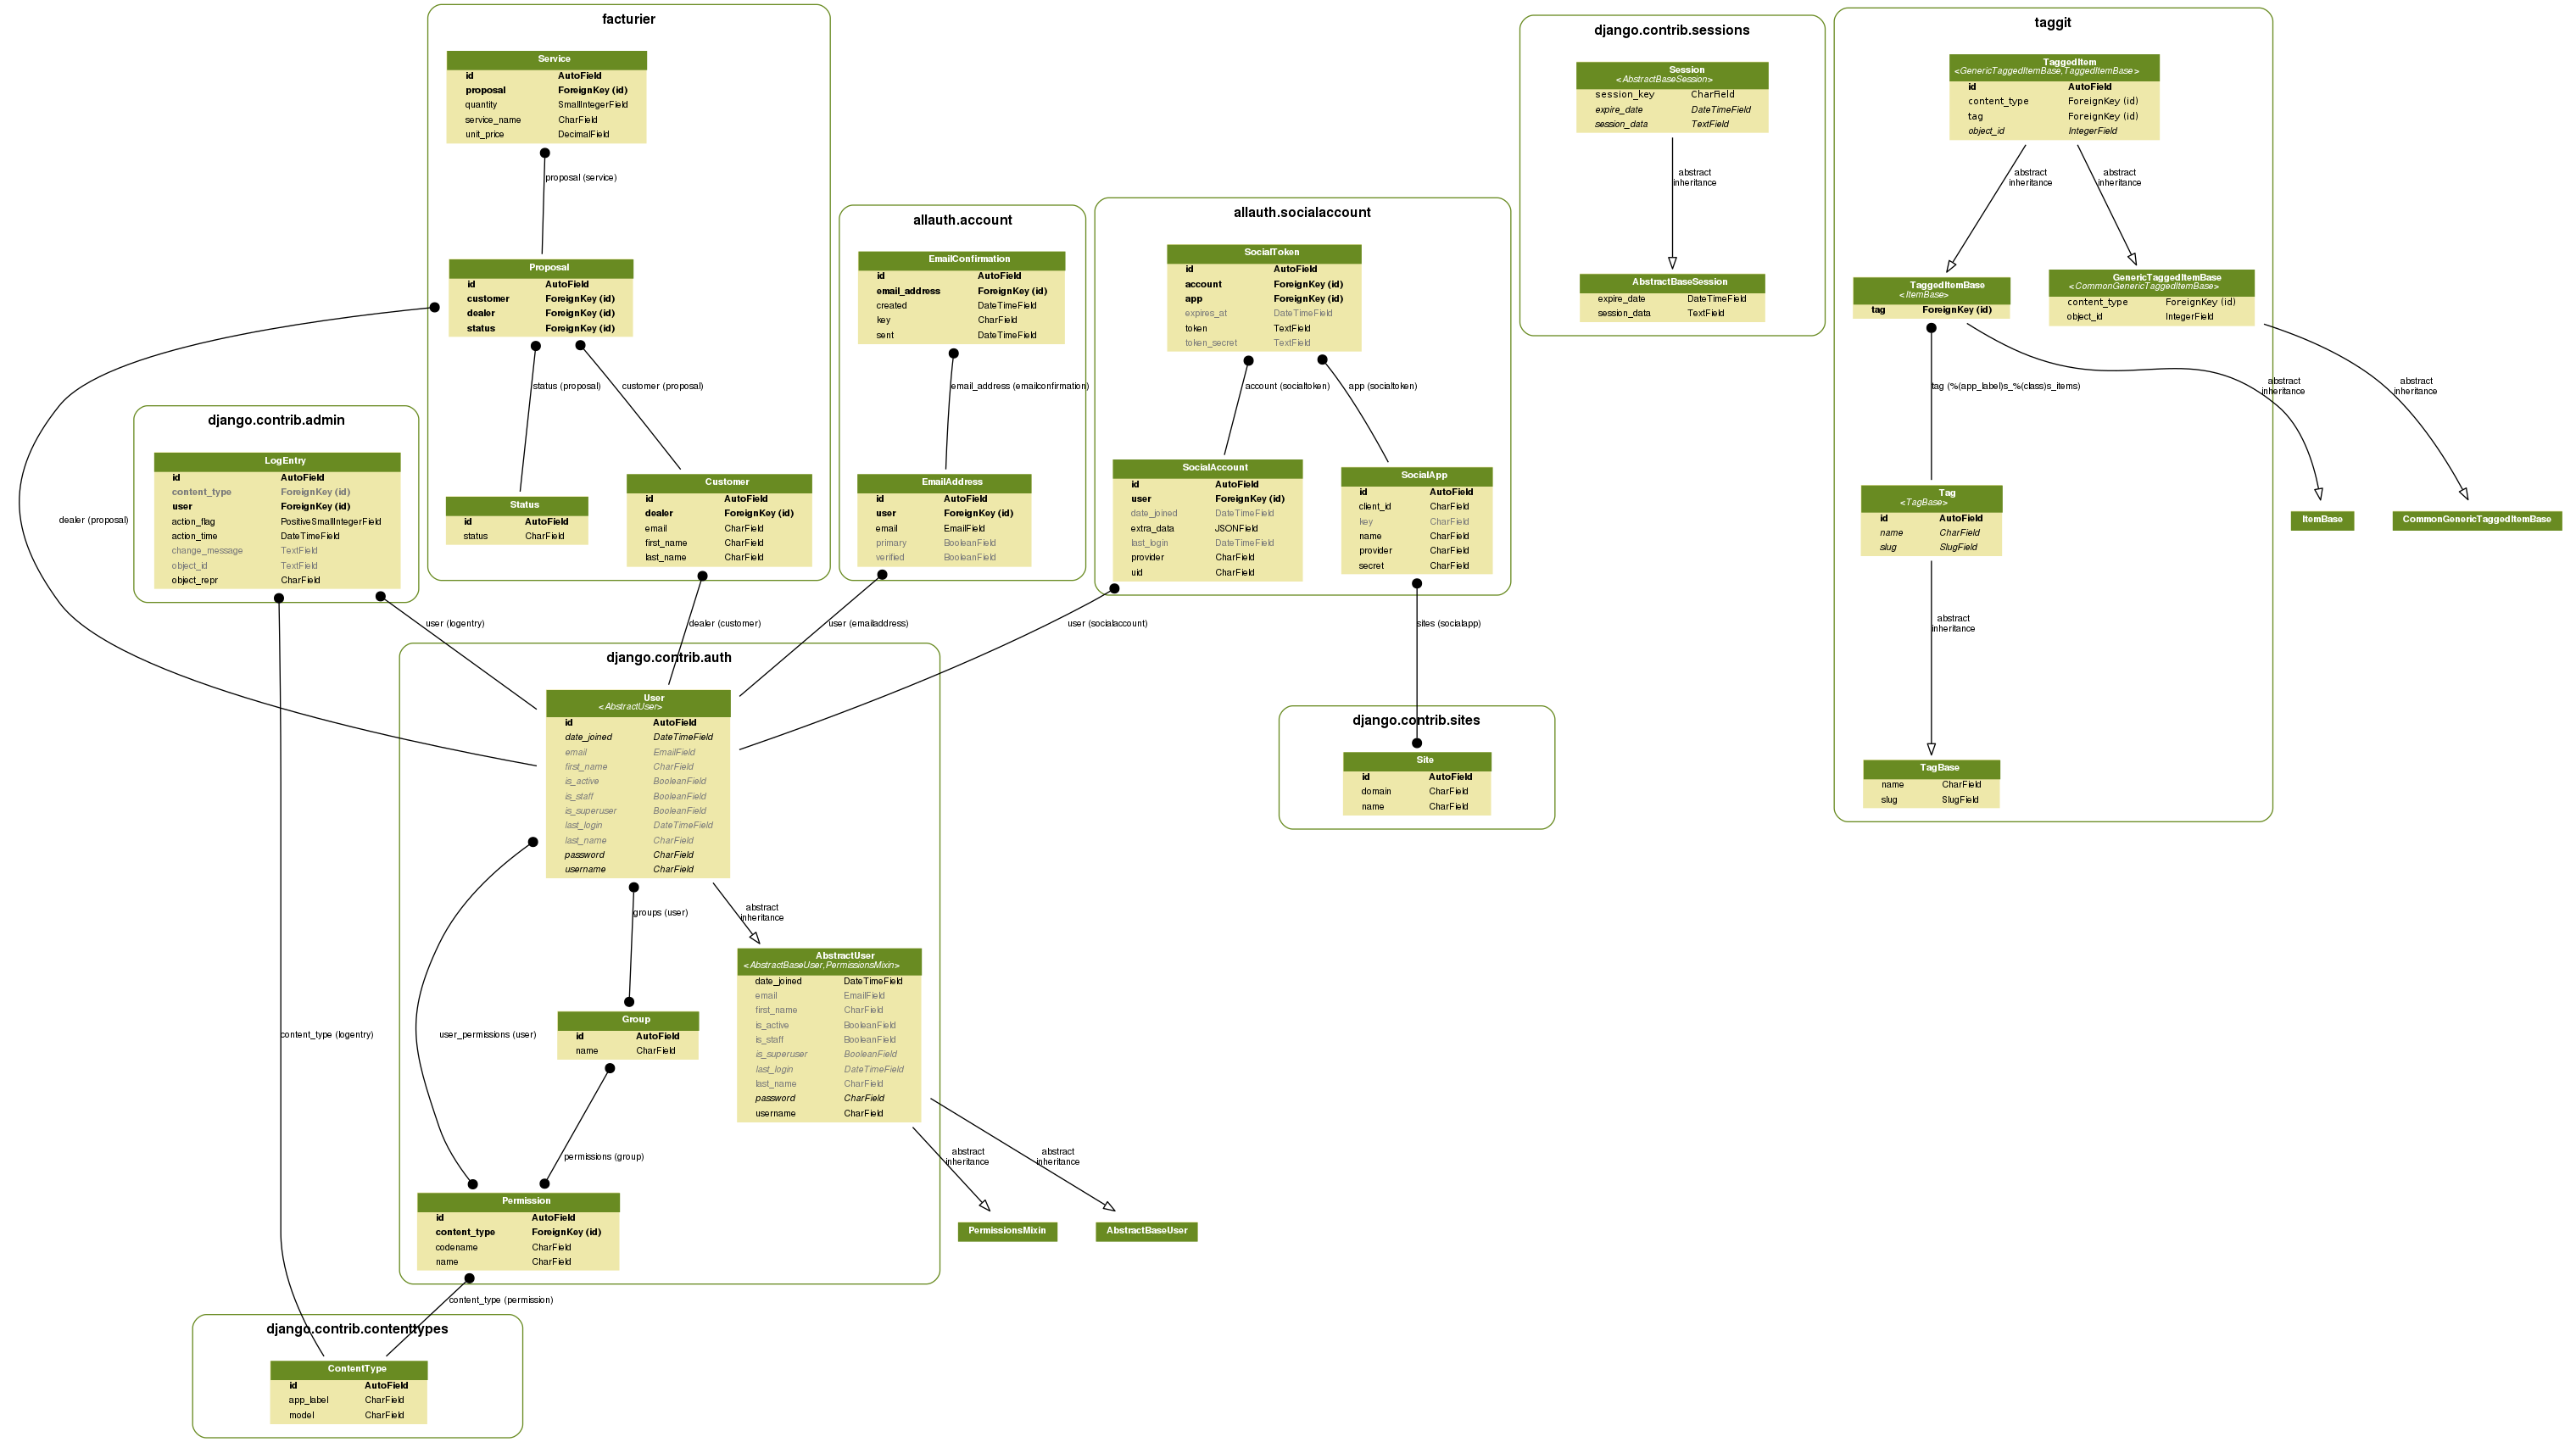 facturier
Service
id AutoField
proposal ForeignKey (id)
quantity SmallIntegerField
service_name CharField
unit_price DecimalField
proposal (service)
Proposal
id AutoField
customer ForeignKey (id)
dealer ForeignKey (id)
status ForeignKey (id)
status (proposal)
customer (proposal)
dealer (proposal)
Status
id AutoField
status CharField
Customer
id AutoField
dealer ForeignKey (id)
email CharField
first_name CharField
last_name CharField
django.contrib.admin
LogEntry
id AutoField
content_type ForeignKey (id)
user ForeignKey (id)
action_flag PositiveSmallIntegerField
action_time DateTimeField
change_message TextField
object_id TextField
object_repr CharField
allauth.account
EmailConfirmation
id AutoField
email_address ForeignKey (id)
created DateTimeField
key CharField
sent DateTimeField
email_address (emailconfirmation)
EmailAddress
id AutoField
user ForeignKey (id)
email EmailField
primary BooleanField
verified BooleanField
allauth.socialaccount
SocialToken
id AutoField
account ForeignKey (id)
app ForeignKey (id)
expires_at DateTimeField
token TextField
token_secret TextField
account (socialtoken)
app (socialtoken)
SocialAccount
id AutoField
user ForeignKey (id)
date_joined DateTimeField
extra_data JSONField
last_login DateTimeField
provider CharField
uid CharField
SocialApp
id AutoField
client_id CharField
key CharField
name CharField
provider CharField
secret CharField
django.contrib.sessions
Session
<AbstractBaseSession>
session_key CharField
expire_date DateTimeField
session_data TextField
abstract
inheritance
AbstractBaseSession
expire_date DateTimeField
session_data TextField
taggit
TaggedItem
<GenericTaggedItemBase,TaggedItemBase>
id AutoField
content_type ForeignKey (id)
tag ForeignKey (id)
object_id IntegerField
abstract
inheritance
abstract
inheritance
TaggedItemBase
<ItemBase>
tag ForeignKey (id)
GenericTaggedItemBase
<CommonGenericTaggedItemBase>
content_type ForeignKey (id)
object_id IntegerField
tag (%(app_label)s_%(class)s_items)
abstract
inheritance
abstract
inheritance
Tag
<TagBase>
id AutoField
name CharField
slug SlugField
ItemBase
CommonGenericTaggedItemBase
abstract
inheritance
TagBase
name CharField
slug SlugField
user (logentry)
dealer (customer)
user (emailaddress)
user (socialaccount)
sites (socialapp)
django.contrib.sites
Site
id AutoField
domain CharField
name CharField
django.contrib.auth
User
<AbstractUser>
id AutoField
date_joined DateTimeField
email EmailField
first_name CharField
is_active BooleanField
is_staff BooleanField
is_superuser BooleanField
last_login DateTimeField
last_name CharField
password CharField
username CharField
groups (user)
abstract
inheritance
AbstractUser
<AbstractBaseUser,PermissionsMixin>
date_joined DateTimeField
email EmailField
first_name CharField
is_active BooleanField
is_staff BooleanField
is_superuser BooleanField
last_login DateTimeField
last_name CharField
password CharField
username CharField
Group
id AutoField
name CharField
user_permissions (user)
content_type (logentry)
permissions (group)
abstract
inheritance
abstract
inheritance
Permission
id AutoField
content_type ForeignKey (id)
codename CharField
name CharField
PermissionsMixin
AbstractBaseUser
content_type (permission)
django.contrib.contenttypes
ContentType
id AutoField
app_label CharField
model CharField